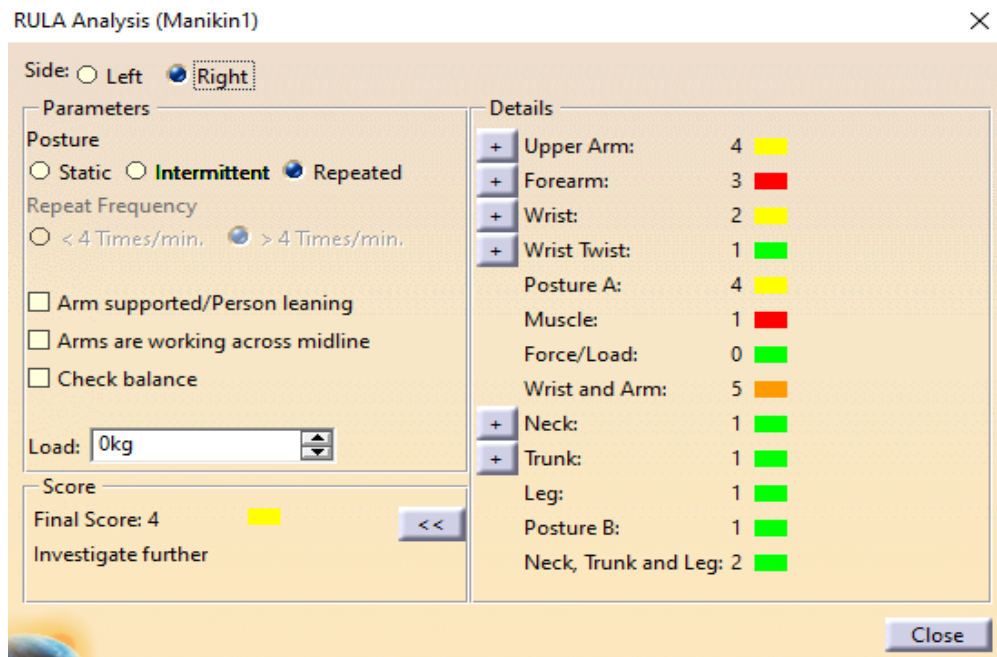 RULA Analysis (Manikin1)
Side: Left Right
Parameters
Posture
Static Intermittent Repeated
Repeat Frequency
< 4 Times/min. > 4 Times/min.
Arm supported/Person leaning
Arms are working across midline
Check balance
Load: 0kg
Score
Final Score: 4
<<
Investigate further
Details
+ Upper Arm: 4
+ Forearm: 3
+ Wrist: 2
+ Wrist Twist: 1
Posture A: 4
Muscle: 1
Force/Load: 0
Wrist and Arm: 5
+ Neck: 1
+ Trunk: 1
Leg: 1
Posture B: 1
Neck, Trunk and Leg: 2
Close